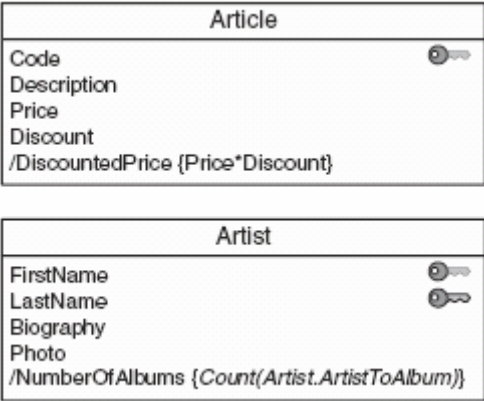 Article
Code
Description
Price
Discount
/DiscountedPrice {Price*Discount}
Artist
FirstName
LastName
Biography
Photo
/NumberOfAlbums {Count(Artist.ArtistToAlbum)}